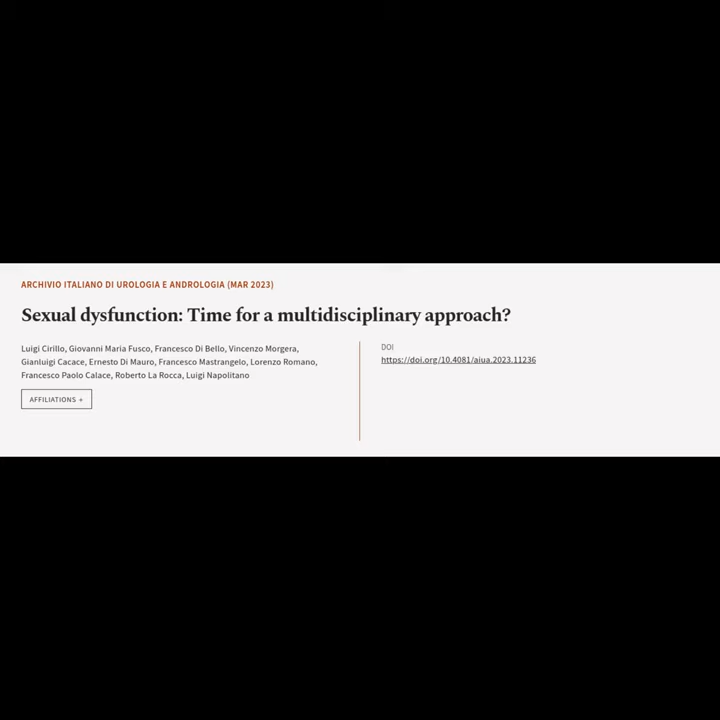 ARCHIVIO ITALIANO DI UROLOGIA E ANDROLOGIA (MAR 2023)
Sexual dysfunction: Time for a multidisciplinary approach?
Luigi Cirillo, Giovanni Maria Fusco, Francesco Di Bello, Vincenzo Morgera,
Gianluigi Cacace, Ernesto Di Mauro, Francesco Mastrangelo, Lorenzo Romano,
Francesco Paolo Calace, Roberto La Rocca, Luigi Napolitano
AFFILIATIONS +
DOI
https://doi.org/10.4081/aiua.2023.11236